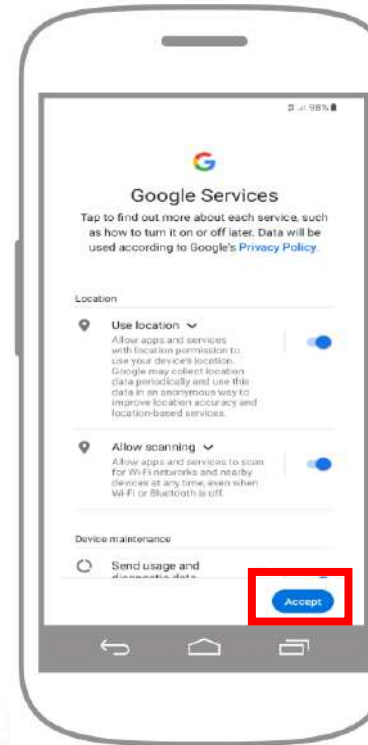 98%
Google Services
Tap to find out more about each service, such
as how to turn it on or off later. Data will be
used according to Google's Privacy Policy.
Location
Use location
Allow apps and services
with location permission to
use your device's location.
Google may collect location
data periodically and use this
data in an anonymous way to
improve location accuracy and
location-based services.
Allow scanning
Allow apps and services to scan
for Wi-Fi networks and nearby
devices at any time, even when
Wi-Fi or Bluetooth is off.
Device maintenance
Send usage and
diagnostic data
Accept